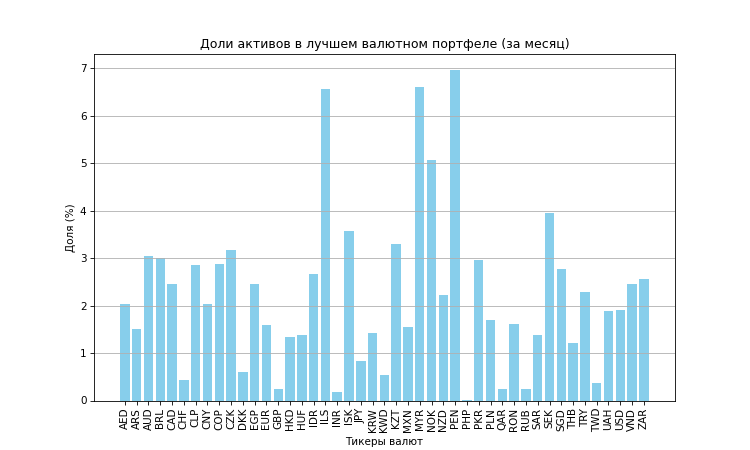 Доли активов в лучшем валютном портфеле (за месяц)
7
6
5
4
3
2
1
0
Доля (%)
AED ARS AUD BRL CAD CHF CLP CNY COP CZK DKK EGP EUR GBP HKD HUF IDR ILS INR ISK JPY KRW KWD KZT MXN MYR NOK NZD PEN PHP PKR PLN QAR RON RUB SAR SEK SGD THB TRY TWD UAH USD VND ZAR
Тикеры валют